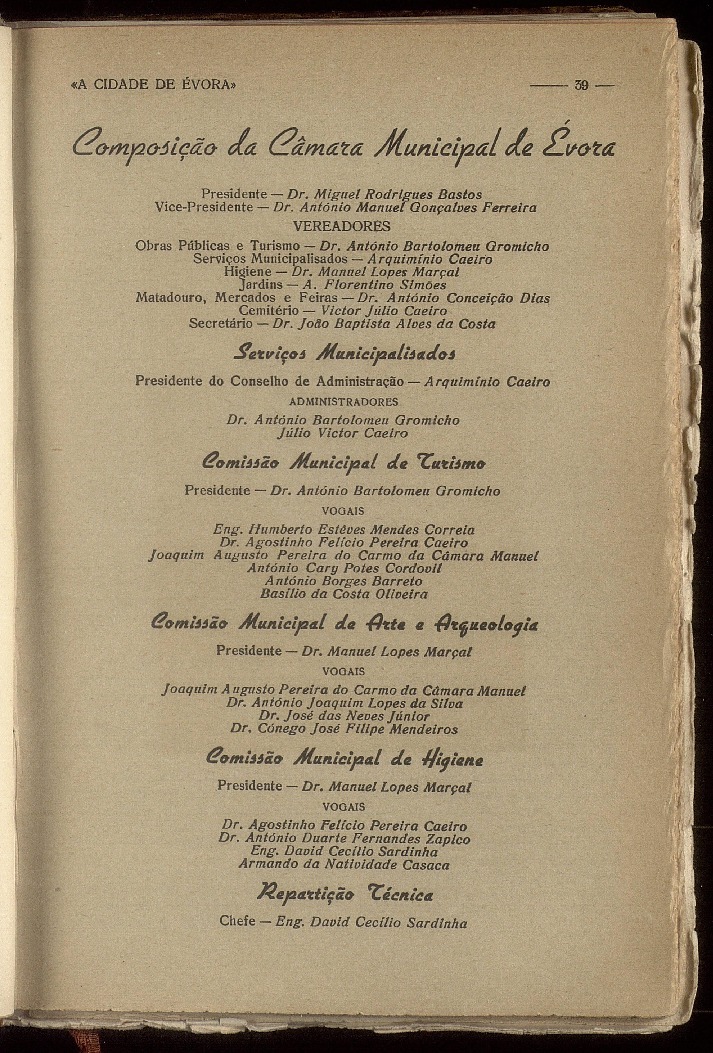 «A CIDADE DE ÉVORA» 39
Composição da Câmara Municipal de Évora
Presidente — Dr. Miguel Rodrigues Bastos
Vice-Presidente — Dr. António Manuel Gonçalves Ferreira
VEREADORES
Obras Públicas e Turismo — Dr. António Bartolomeu Gromicho
Serviços Municipalisados — Arquimínio Caeiro
Higiene — Dr. Manuel Lopes Marçal
Jardins — A. Florentino Simões
Matadouro, Mercados e Feiras — Dr. António Conceição Dias
Cemitério — Victor Júlio Caeiro
Secretário — Dr. João Baptista Alves da Costa
Serviços Municipalisados
Presidente do Conselho de Administração — Arquimínio Caeiro
ADMINISTRADORES
Dr. António Bartolomeu Gromicho
Júlio Victor Caeiro
Comissão Municipal de Turismo
Presidente — Dr. António Bartolomeu Gromicho
VOGAIS
Eng. Humberto Estêves Mendes Correia
Dr. Agostinho Felício Pereira Caeiro
Joaquim Augusto Pereira do Carmo da Câmara Manuel
António Cary Potes Cordovil
António Borges Barreto
Basílio da Costa Oliveira
Comissão Municipal de Arte e Arqueologia
Presidente — Dr. Manuel Lopes Marçal
VOGAIS
Joaquim Augusto Pereira do Carmo da Câmara Manuel
Dr. António Joaquim Lopes da Silva
Dr. José das Neves Júnior
Dr. Cónego José Filipe Mendeiros
Comissão Municipal de Higiene
Presidente — Dr. Manuel Lopes Marçal
VOGAIS
Dr. Agostinho Felício Pereira Caeiro
Dr. António Duarte Fernandes Zapico
Eng. David Cecílio Sardinha
Armando da Natividade Casaca
Repartição Técnica
Chefe — Eng. David Cecílio Sardinha